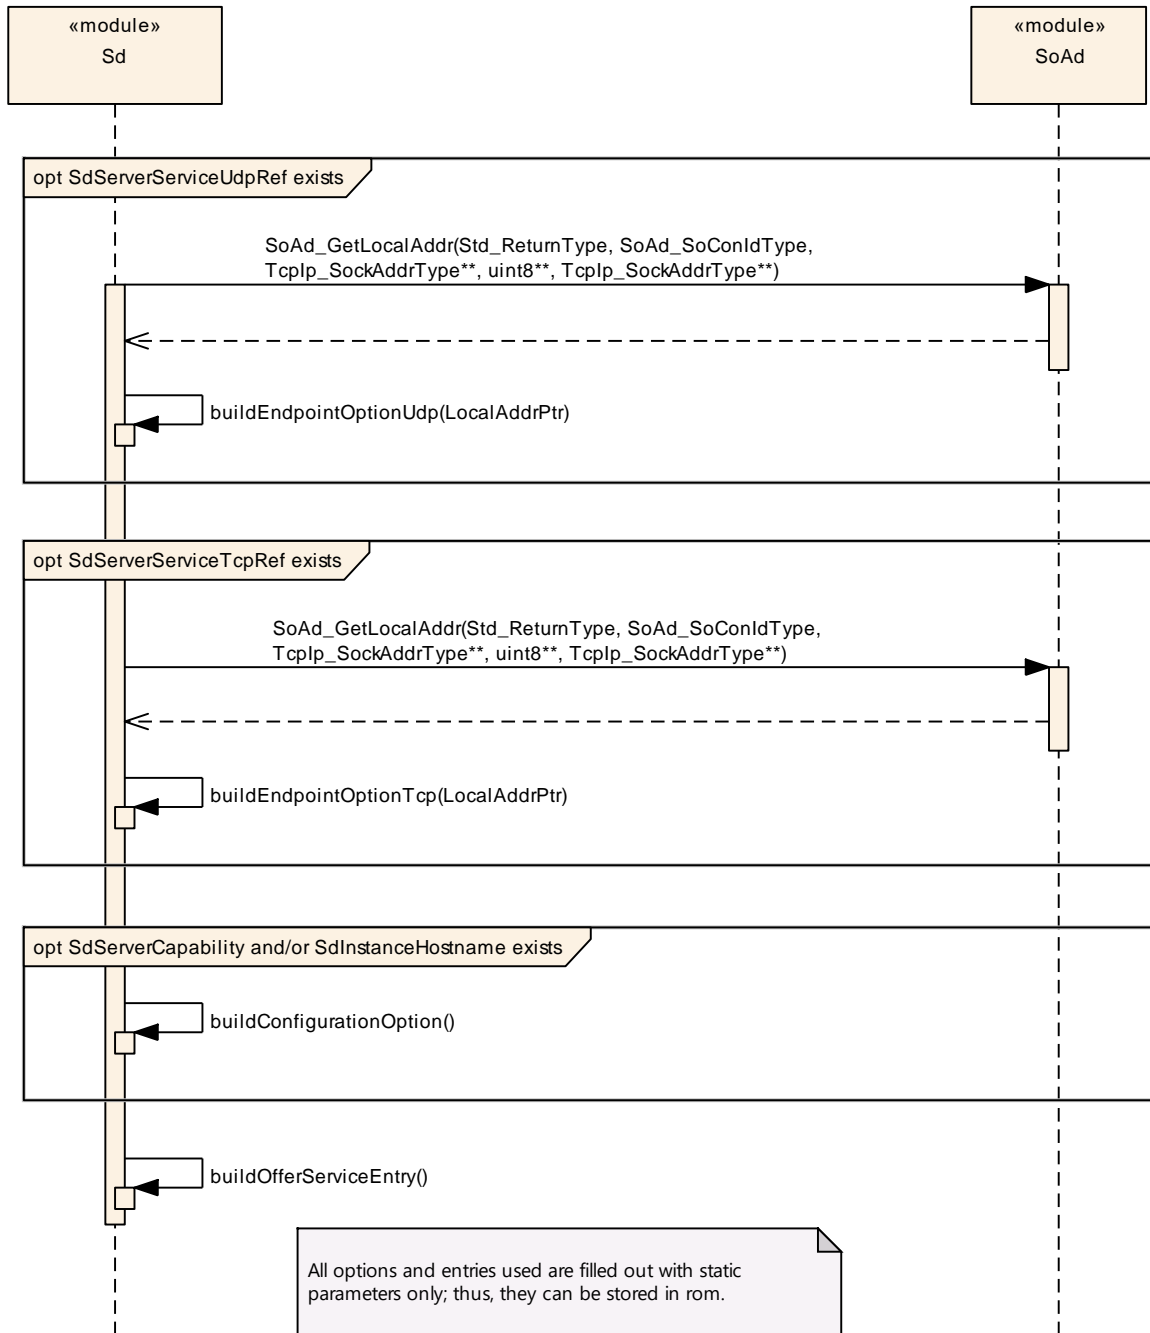 «module»
Sd
«module»
SoAd
opt SdServerServiceUdpRef exists
SoAd_GetLocalAddr(Std_ReturnType, SoAd_SoConIdType,
TcpIp_SockAddrType**, uint8**, TcpIp_SockAddrType**)
buildEndpointOptionUdp(LocalAddrPtr)
opt SdServerServiceTcpRef exists
SoAd_GetLocalAddr(Std_ReturnType, SoAd_SoConIdType,
TcpIp_SockAddrType**, uint8**, TcpIp_SockAddrType**)
buildEndpointOptionTcp(LocalAddrPtr)
opt SdServerCapability and/or SdInstanceHostname exists
buildConfigurationOption()
buildOfferServiceEntry()
All options and entries used are filled out with static
parameters only; thus, they can be stored in rom.